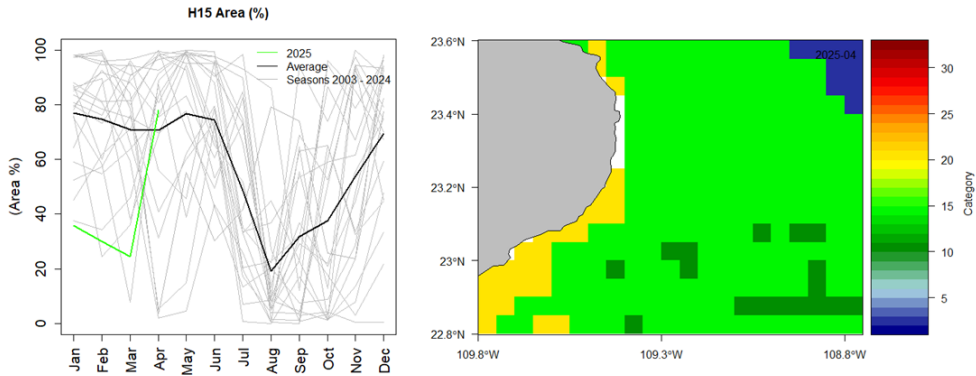 H15 Area (%)
(Area %)
100
80
60
40
20
0
2025
Average
Seasons 2003 - 2024
Jan
Feb
Mar
Apr
May
Jun
Jul
Aug
Sep
Oct
Nov
Dec
23.6°N
23.4°N
23.2°N
23°N
22.8°N
109.8°W
109.3°W
108.8°W
2025-04
30
25
20
15
10
5
Category